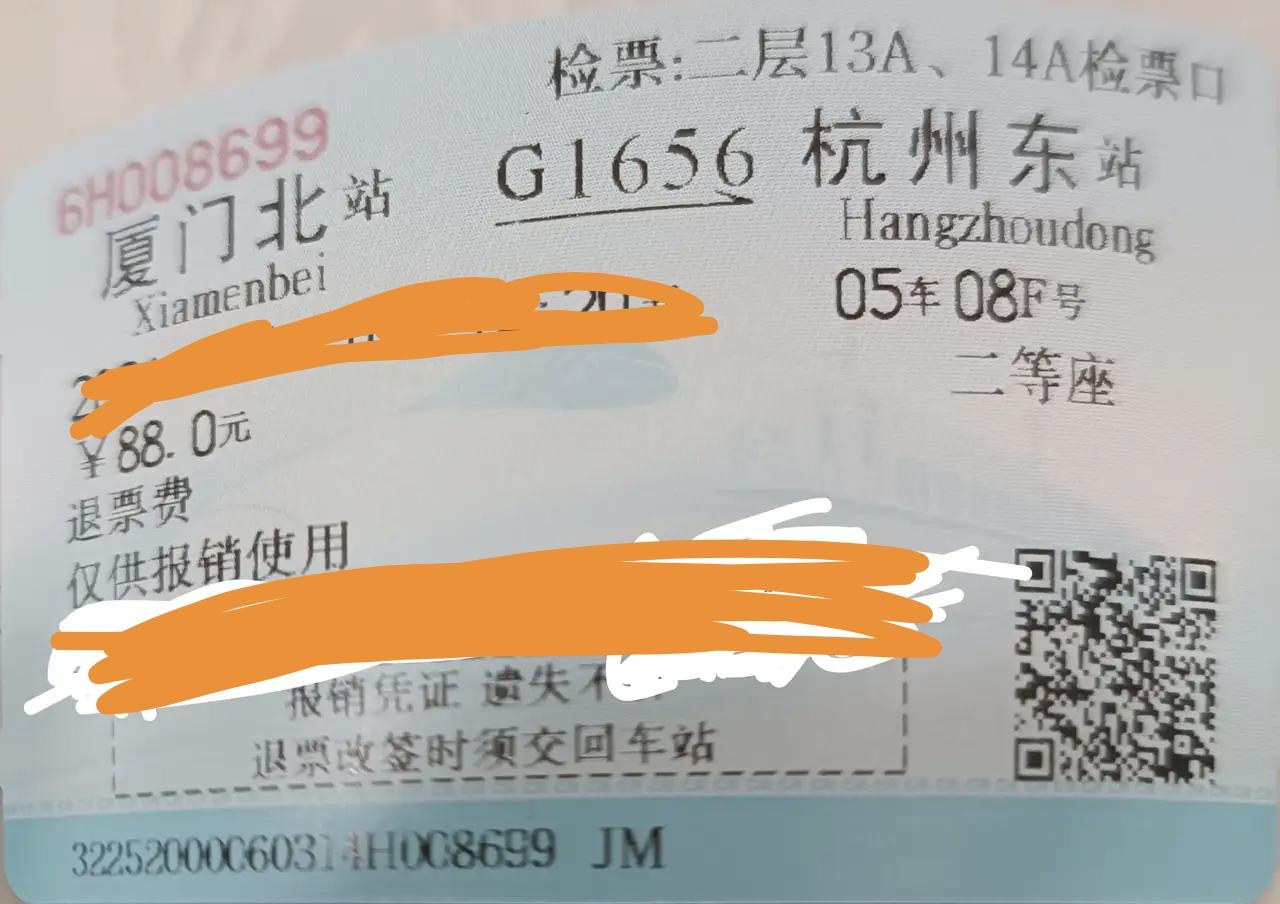 检票:二层13A、14A检票口
6H008699
厦门北站 G1656 杭州东站
Xiamenbei Hangzhoudong
05车08F号
¥88.0元 二等座
退票费
仅供报销使用
报销凭证 遗失不
退票改签时须交回车站
JM